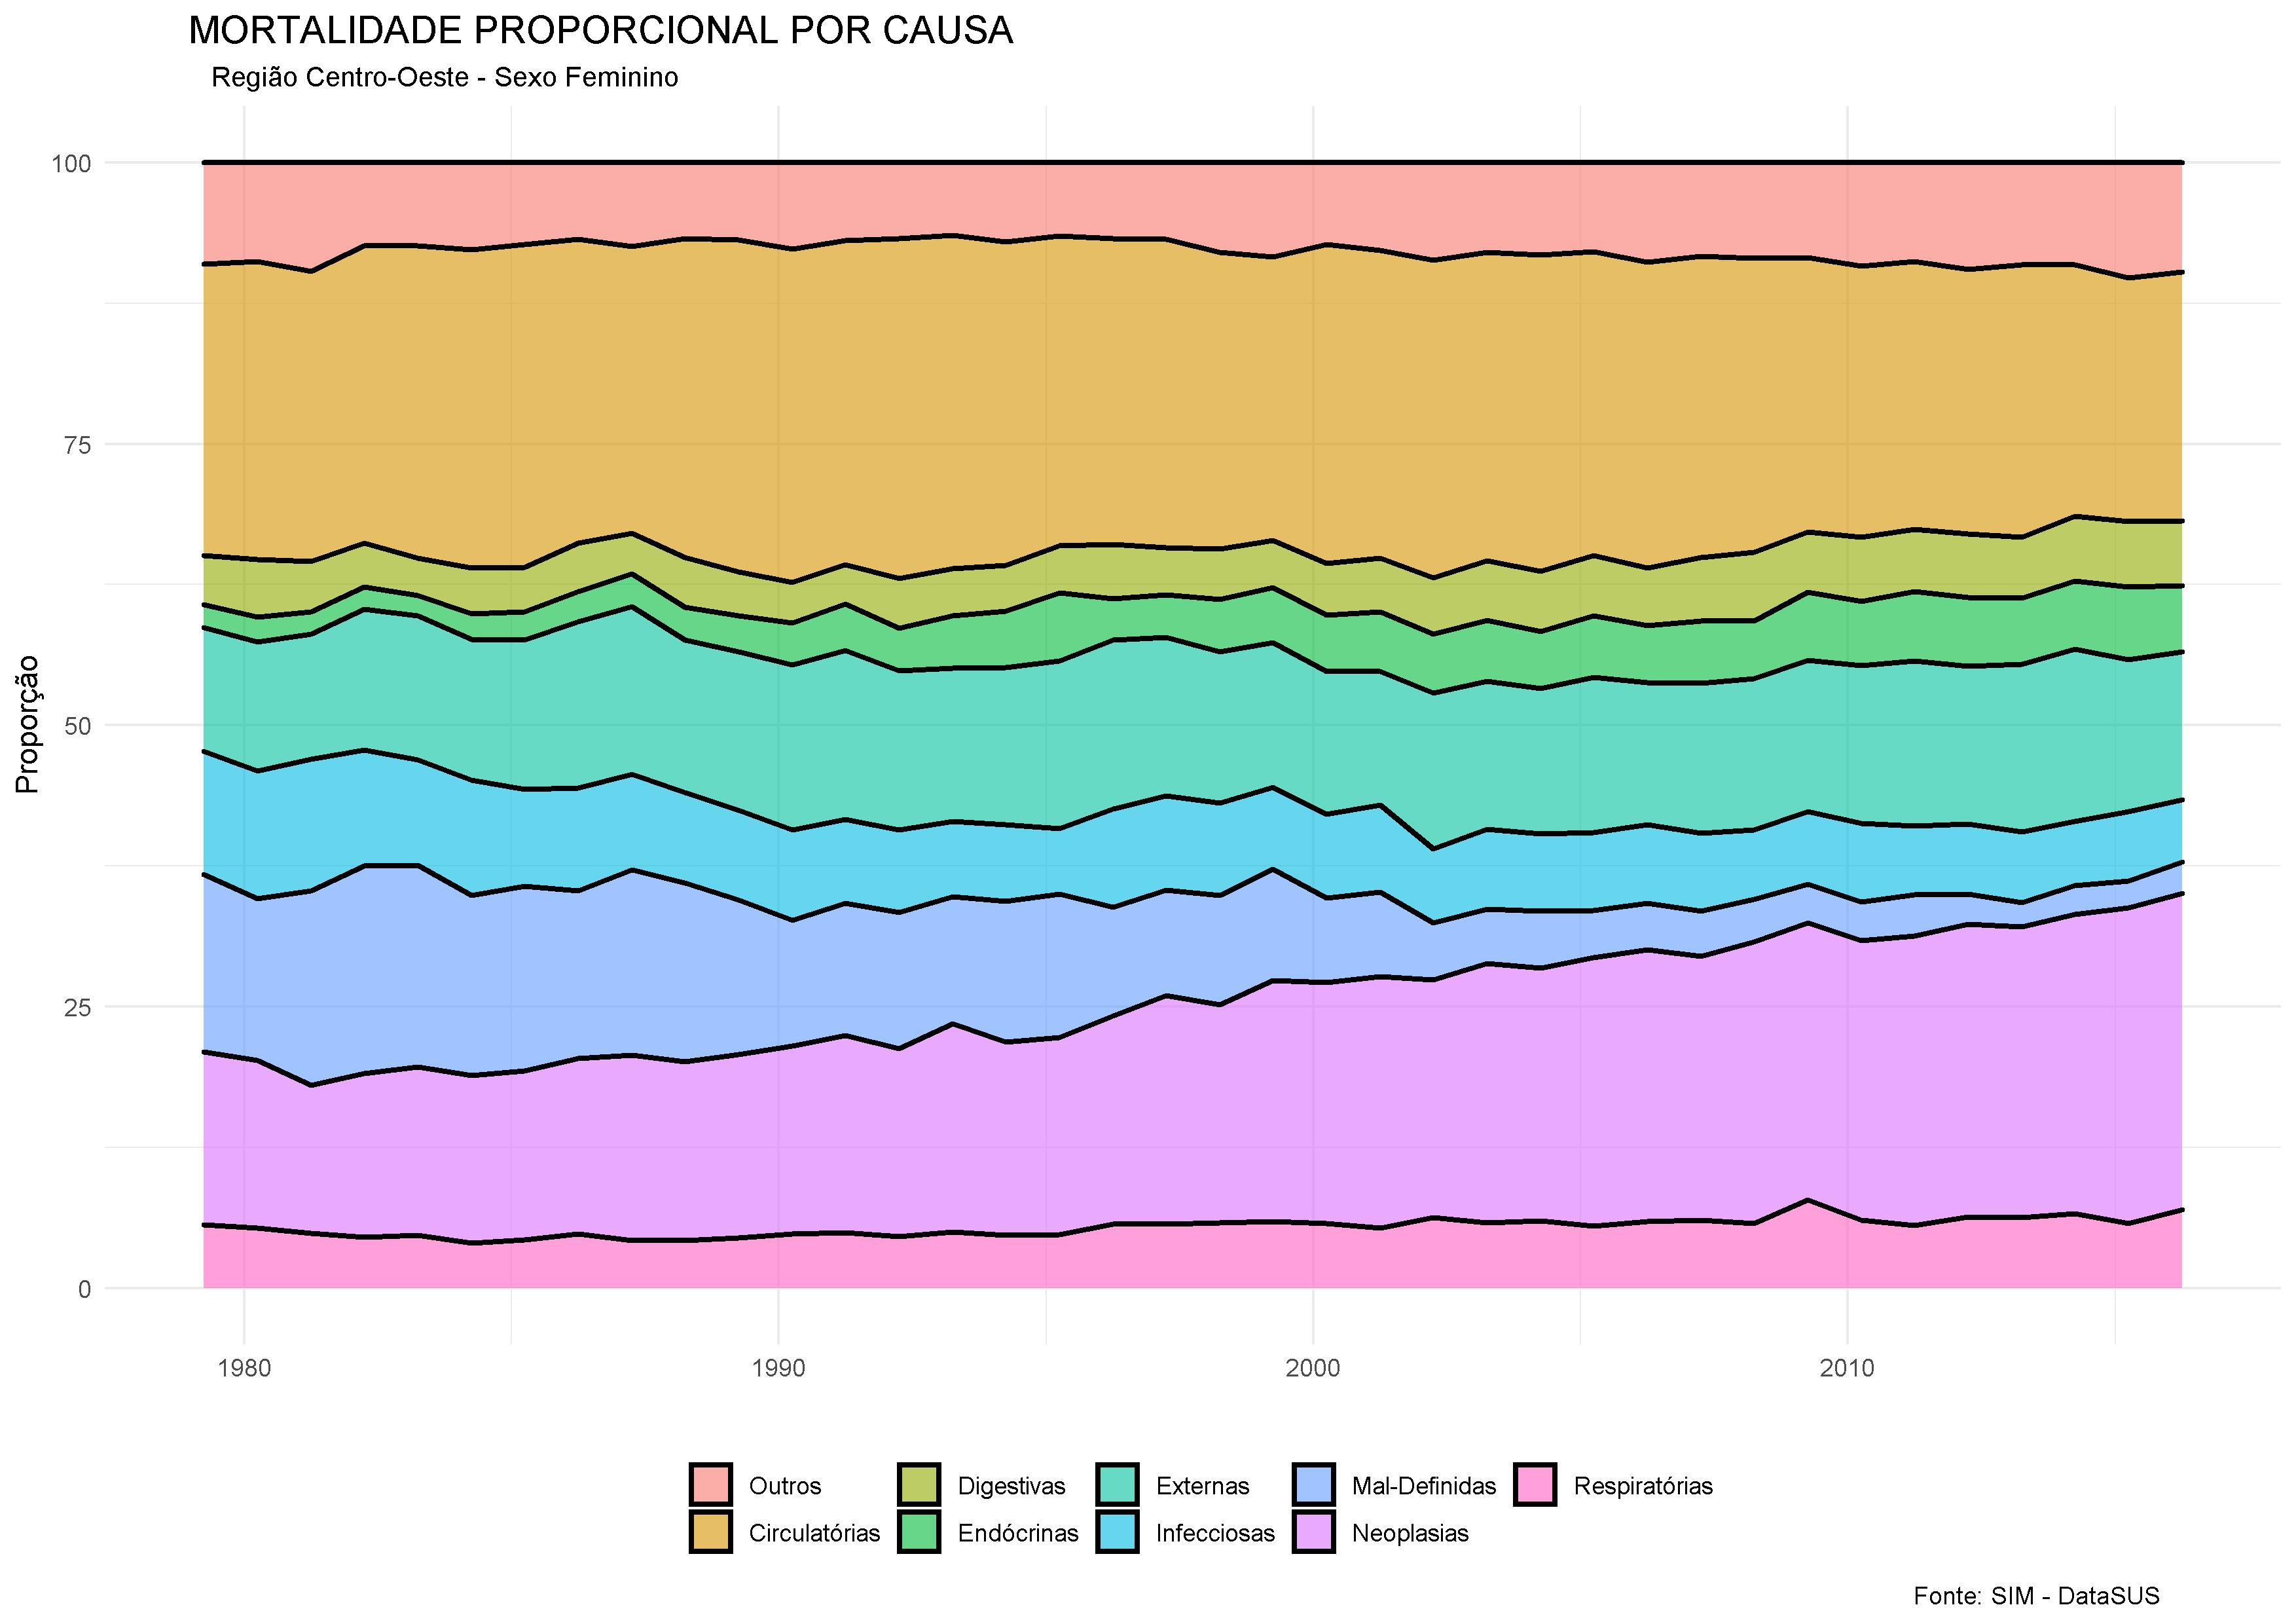 MORTALIDADE PROPORCIONAL POR CAUSA
Região Centro-Oeste - Sexo Feminino
Proporção
100
75
50
25
0
1980 1990 2000 2010
Outros Digestivas Externas Mal-Definidas Respiratórias
Circulatórias Endócrinas Infecciosas Neoplasias
Fonte: SIM - DataSUS